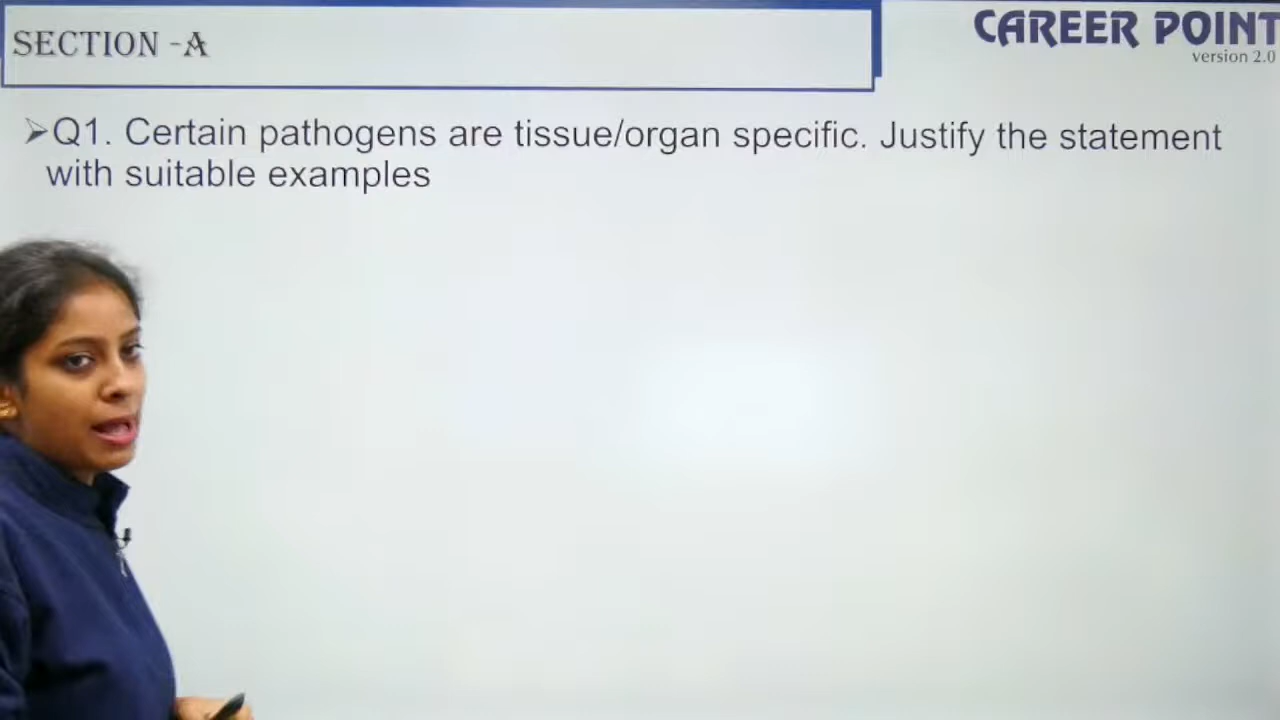 SECTION -A
CAREER POINT
version 2.0
➢Q1. Certain pathogens are tissue/organ specific. Justify the statement
with suitable examples